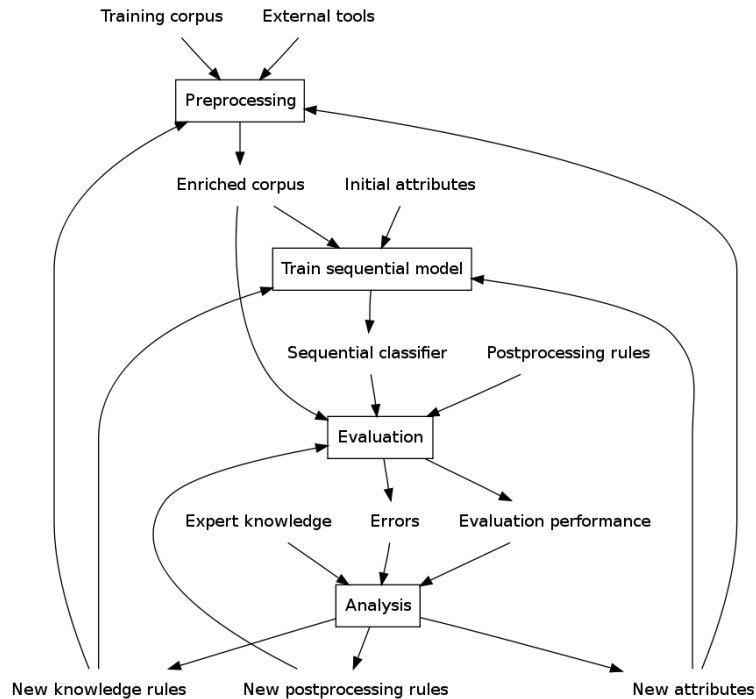 Training corpus
External tools
Preprocessing
Enriched corpus
Initial attributes
Train sequential model
Sequential classifier
Postprocessing rules
Evaluation
Expert knowledge
Errors
Evaluation performance
Analysis
New knowledge rules
New postprocessing rules
New attributes